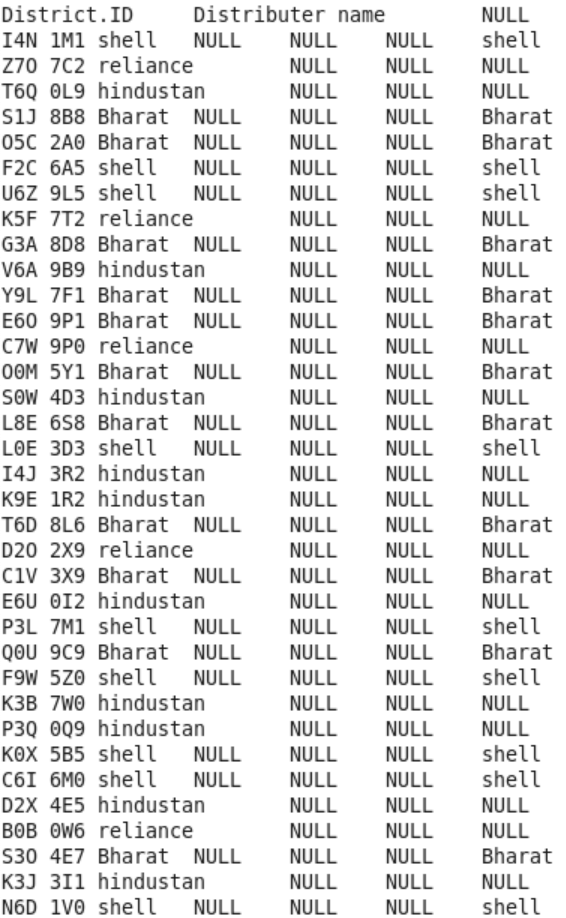 District.ID Distributer name NULL
I4N 1M1 shell NULL NULL NULL shell
Z7O 7C2 reliance NULL NULL NULL
T6Q 0L9 hindustan NULL NULL NULL
S1J 8B8 Bharat NULL NULL NULL Bharat
O5C 2A0 Bharat NULL NULL NULL Bharat
F2C 6A5 shell NULL NULL NULL shell
U6Z 9L5 shell NULL NULL NULL shell
K5F 7T2 reliance NULL NULL NULL
G3A 8D8 Bharat NULL NULL NULL Bharat
V6A 9B9 hindustan NULL NULL NULL
Y9L 7F1 Bharat NULL NULL NULL Bharat
E6O 9P1 Bharat NULL NULL NULL Bharat
C7W 9P0 reliance NULL NULL NULL
O0M 5Y1 Bharat NULL NULL NULL Bharat
S0W 4D3 hindustan NULL NULL NULL
L8E 6S8 Bharat NULL NULL NULL Bharat
L0E 3D3 shell NULL NULL NULL shell
I4J 3R2 hindustan NULL NULL NULL
K9E 1R2 hindustan NULL NULL NULL
T6D 8L6 Bharat NULL NULL NULL Bharat
D2O 2X9 reliance NULL NULL NULL
C1V 3X9 Bharat NULL NULL NULL Bharat
E6U 0I2 hindustan NULL NULL NULL
P3L 7M1 shell NULL NULL NULL shell
Q0U 9C9 Bharat NULL NULL NULL Bharat
F9W 5Z0 shell NULL NULL NULL shell
K3B 7W0 hindustan NULL NULL NULL
P3Q 0Q9 hindustan NULL NULL NULL
K0X 5B5 shell NULL NULL NULL shell
C6I 6M0 shell NULL NULL NULL shell
D2X 4E5 hindustan NULL NULL NULL
B0B 0W6 reliance NULL NULL NULL
S3O 4E7 Bharat NULL NULL NULL Bharat
K3J 3I1 hindustan NULL NULL NULL
N6D 1V0 shell NULL NULL NULL shell